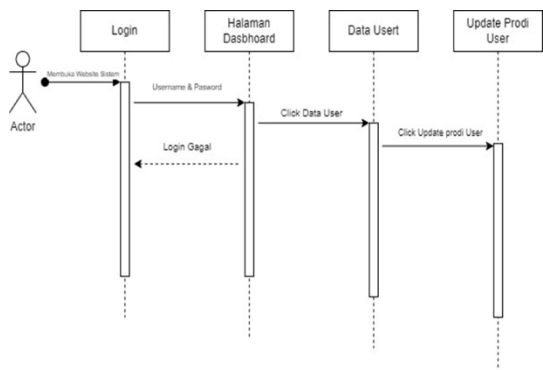 Login
Halaman
Dasbhoard
Data Usert
Update Prodi
User
Membuka Website Sistem
Username & Pasword
Click Data User
Click Update prodi User
Login Gagal
Actor